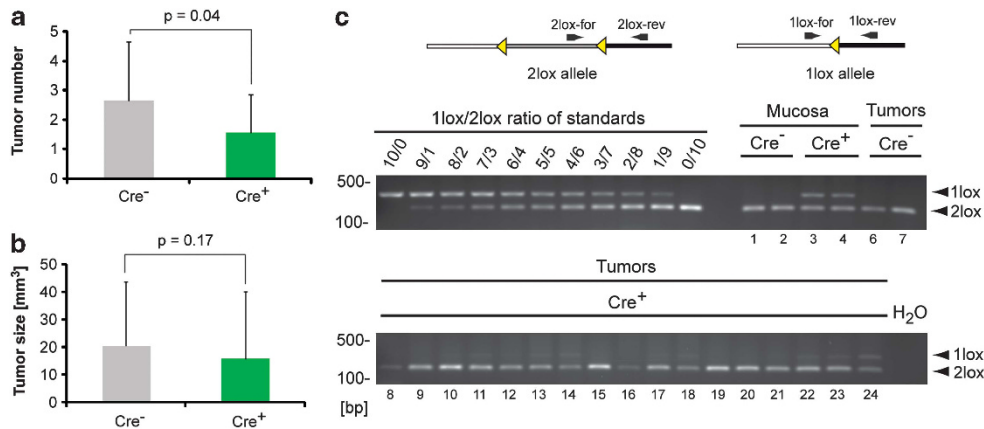 a
p = 0.04
Tumor number
5
4
3
2
1
0
Cre-
Cre+
b
p = 0.17
Tumor size [mm3]
50
40
30
20
10
0
Cre-
Cre+
c
2lox-for
2lox-rev
2lox allele
1lox-for
1lox-rev
1lox allele
1lox/2lox ratio of standards
10/0 9/1 8/2 7/3 6/4 5/5 4/6 3/7 2/8 1/9 0/10
Mucosa
Tumors
Cre-
Cre+
Cre-
500-
100-
1lox
2lox
1 2 3 4 6 7
Tumors
Cre+
H2O
500-
100-
1lox
2lox
[bp]
8 9 10 11 12 13 14 15 16 17 18 19 20 21 22 23 24